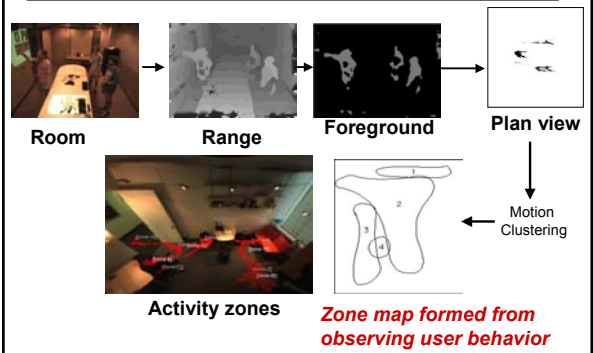 Room
Range
Foreground
Plan view
Motion
Clustering
1
2
3
4
Activity zones
Zone map formed from
observing user behavior